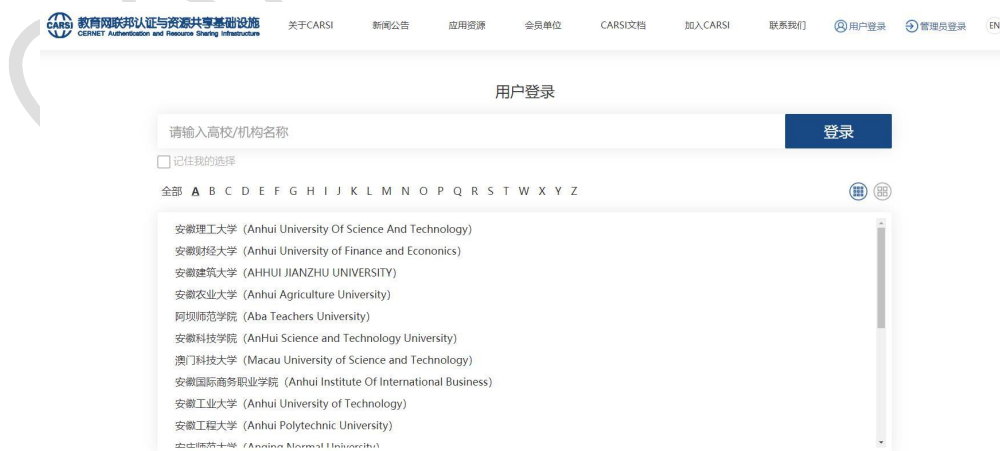 CARSI 教育网联邦认证与资源共享基础设施
CERNET Authentication and Resource Sharing Infrastructure
关于CARSI 新闻公告 应用资源 会员单位 CARSI文档 加入CARSI 联系我们 用户登录 管理员登录 EN
用户登录
请输入高校/机构名称 登录
记住我的选择
全部 A B C D E F G H I J K L M N O P Q R S T W X Y Z
安徽理工大学（Anhui University Of Science And Technology）
安徽财经大学（Anhui University of Finance and Econonics）
安徽建筑大学（AHHUI JIANZHU UNIVERSITY）
安徽农业大学（Anhui Agriculture University）
阿坝师范学院（Aba Teachers University）
安徽科技学院（AnHui Science and Technology University）
澳门科技大学（Macau University of Science and Technology）
安徽国际商务职业学院（Anhui Institute Of International Business）
安徽工业大学（Anhui University of Technology）
安徽工程大学（Anhui Polytechnic University）
安庆师范大学（Anqing Normal University）